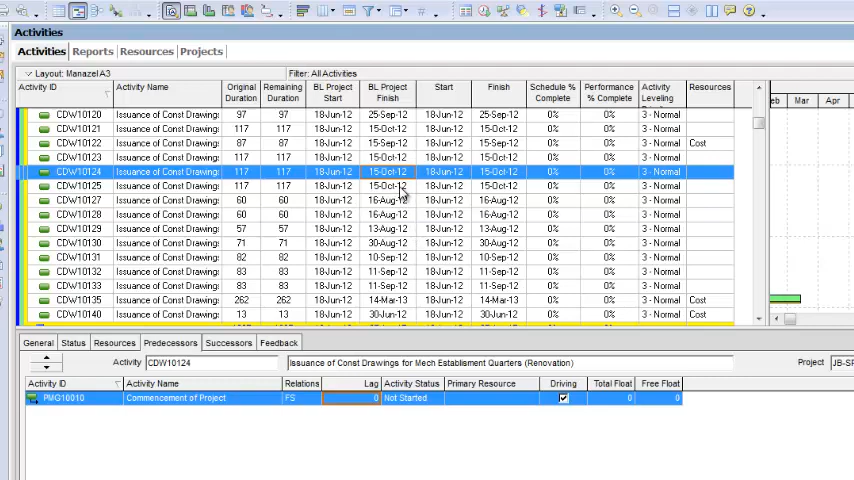 Activities
Activities Reports Resources Projects
Layout: Manazel A3 Filter: All Activities
Activity ID Activity Name Original Duration Remaining Duration BL Project Start BL Project Finish Start Finish Schedule % Complete Performance % Complete Activity Leveling Resources
eb Mar Apr
CDW10120 Issuance of Const Drawings 97 97 18-Jun-12 25-Sep-12 18-Jun-12 25-Sep-12 0% 0% 3 - Normal
CDW10121 Issuance of Const Drawings 117 117 18-Jun-12 15-Oct-12 18-Jun-12 15-Oct-12 0% 0% 3 - Normal
CDW10122 Issuance of Const Drawings 87 87 18-Jun-12 15-Sep-12 18-Jun-12 15-Sep-12 0% 0% 3 - Normal Cost
CDW10123 Issuance of Const Drawings 117 117 18-Jun-12 15-Oct-12 18-Jun-12 15-Oct-12 0% 0% 3 - Normal
CDW10124 Issuance of Const Drawings 117 117 18-Jun-12 15-Oct-12 18-Jun-12 15-Oct-12 0% 0% 3 - Normal
CDW10125 Issuance of Const Drawings 117 117 18-Jun-12 15-Oct-12 18-Jun-12 15-Oct-12 0% 0% 3 - Normal
CDW10127 Issuance of Const Drawings 60 60 18-Jun-12 16-Aug-12 18-Jun-12 16-Aug-12 0% 0% 3 - Normal
CDW10128 Issuance of Const Drawings 60 60 18-Jun-12 16-Aug-12 18-Jun-12 16-Aug-12 0% 0% 3 - Normal
CDW10129 Issuance of Const Drawings 57 57 18-Jun-12 13-Aug-12 18-Jun-12 13-Aug-12 0% 0% 3 - Normal
CDW10130 Issuance of Const Drawings 71 71 18-Jun-12 30-Aug-12 18-Jun-12 30-Aug-12 0% 0% 3 - Normal
CDW10131 Issuance of Const Drawings 82 82 18-Jun-12 10-Sep-12 18-Jun-12 10-Sep-12 0% 0% 3 - Normal
CDW10132 Issuance of Const Drawings 83 83 18-Jun-12 11-Sep-12 18-Jun-12 11-Sep-12 0% 0% 3 - Normal
CDW10133 Issuance of Const Drawings 83 83 18-Jun-12 11-Sep-12 18-Jun-12 11-Sep-12 0% 0% 3 - Normal
CDW10135 Issuance of Const Drawings 262 262 18-Jun-12 14-Mar-13 18-Jun-12 14-Mar-13 0% 0% 3 - Normal Cost
CDW10140 Issuance of Const Drawings 13 13 18-Jun-12 30-Jun-12 18-Jun-12 30-Jun-12 0% 0% 3 - Normal Cost
General Status Resources Predecessors Successors Feedback
Activity CDW10124 Issuance of Const Drawings for Mech Establisment Quarters (Renovation) Project JB-SP
Activity ID Activity Name Relations Lag Activity Status Primary Resource Driving Total Float Free Float
PMG10010 Commencement of Project FS 0 Not Started 0 0